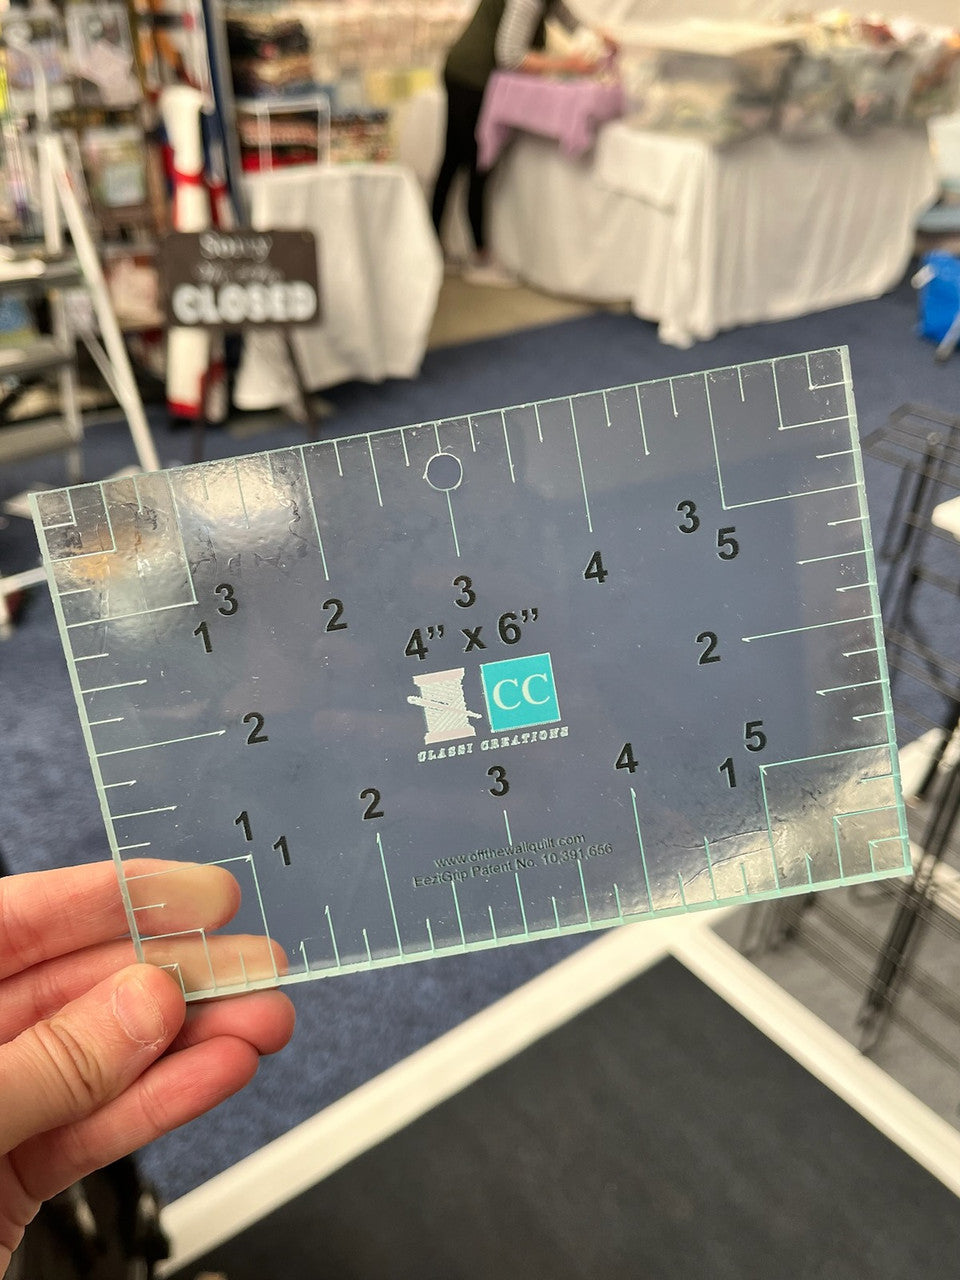 Sorry
CLOSED
3
5
4
3
2
3
1
4” x 6”
2
CC
2
CLASSI CREATIONS
5
1
4
3
2
1
1
www.offthewallquilt.com
EeziGrip Patent No. 10,391,656